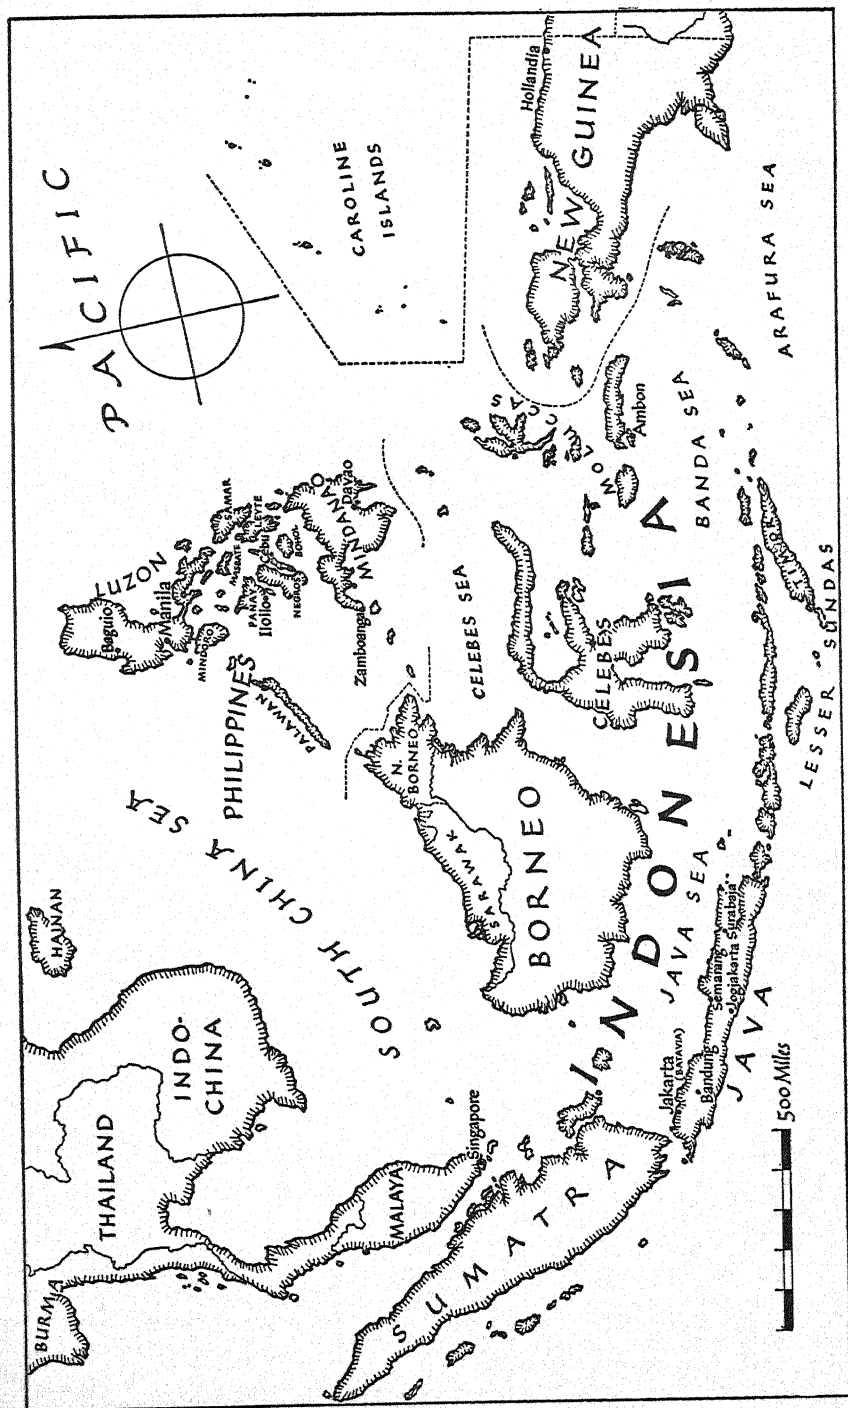 PACIFIC
BURMA
THAILAND
INDO-
CHINA
HAINAN
SOUTH CHINA SEA
PHILIPPINES
LUZON
Baguio
Manila
MINDORO
PALAWAN
SAMAR
MASBATE
PANAY
Iloilo
LEYTE
CEBU
BOHOL
NEGROS
MINDANAO
Davao
Zamboanga
CAROLINE
ISLANDS
MALAYA
Singapore
SUMATRA
N.
BORNEO
SARAWAK
BORNEO
CELEBES SEA
CELEBES
MOLUCCAS
Ambon
Hollandia
NEW
GUINEA
INDONESIA
JAVA SEA
BANDA SEA
ARAFURA SEA
Jakarta
(BATAVIA)
Bandung
Semarang
Jogjakarta
Surabaja
JAVA
TIMOR
LESSER SUNDAS
500 Miles